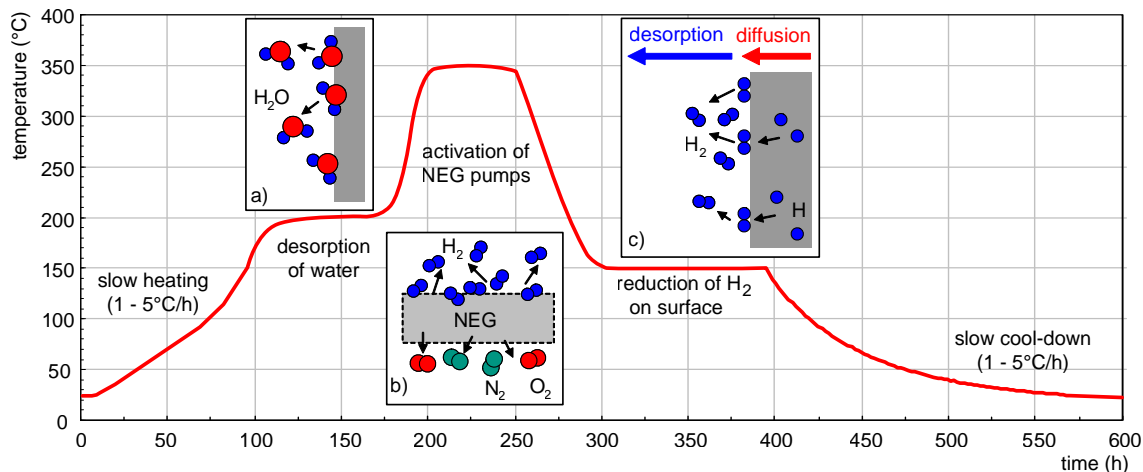 temperature (°C)
400
350
300
250
200
150
100
50
0
0
50
100
150
200
250
300
350
400
450
500
550
600
time (h)
slow heating
(1 - 5°C/h)
desorption
of water
activation of
NEG pumps
reduction of H2
on surface
slow cool-down
(1 - 5°C/h)
a)
H2O
b)
H2
NEG
N2
O2
c)
desorption
diffusion
H2
H